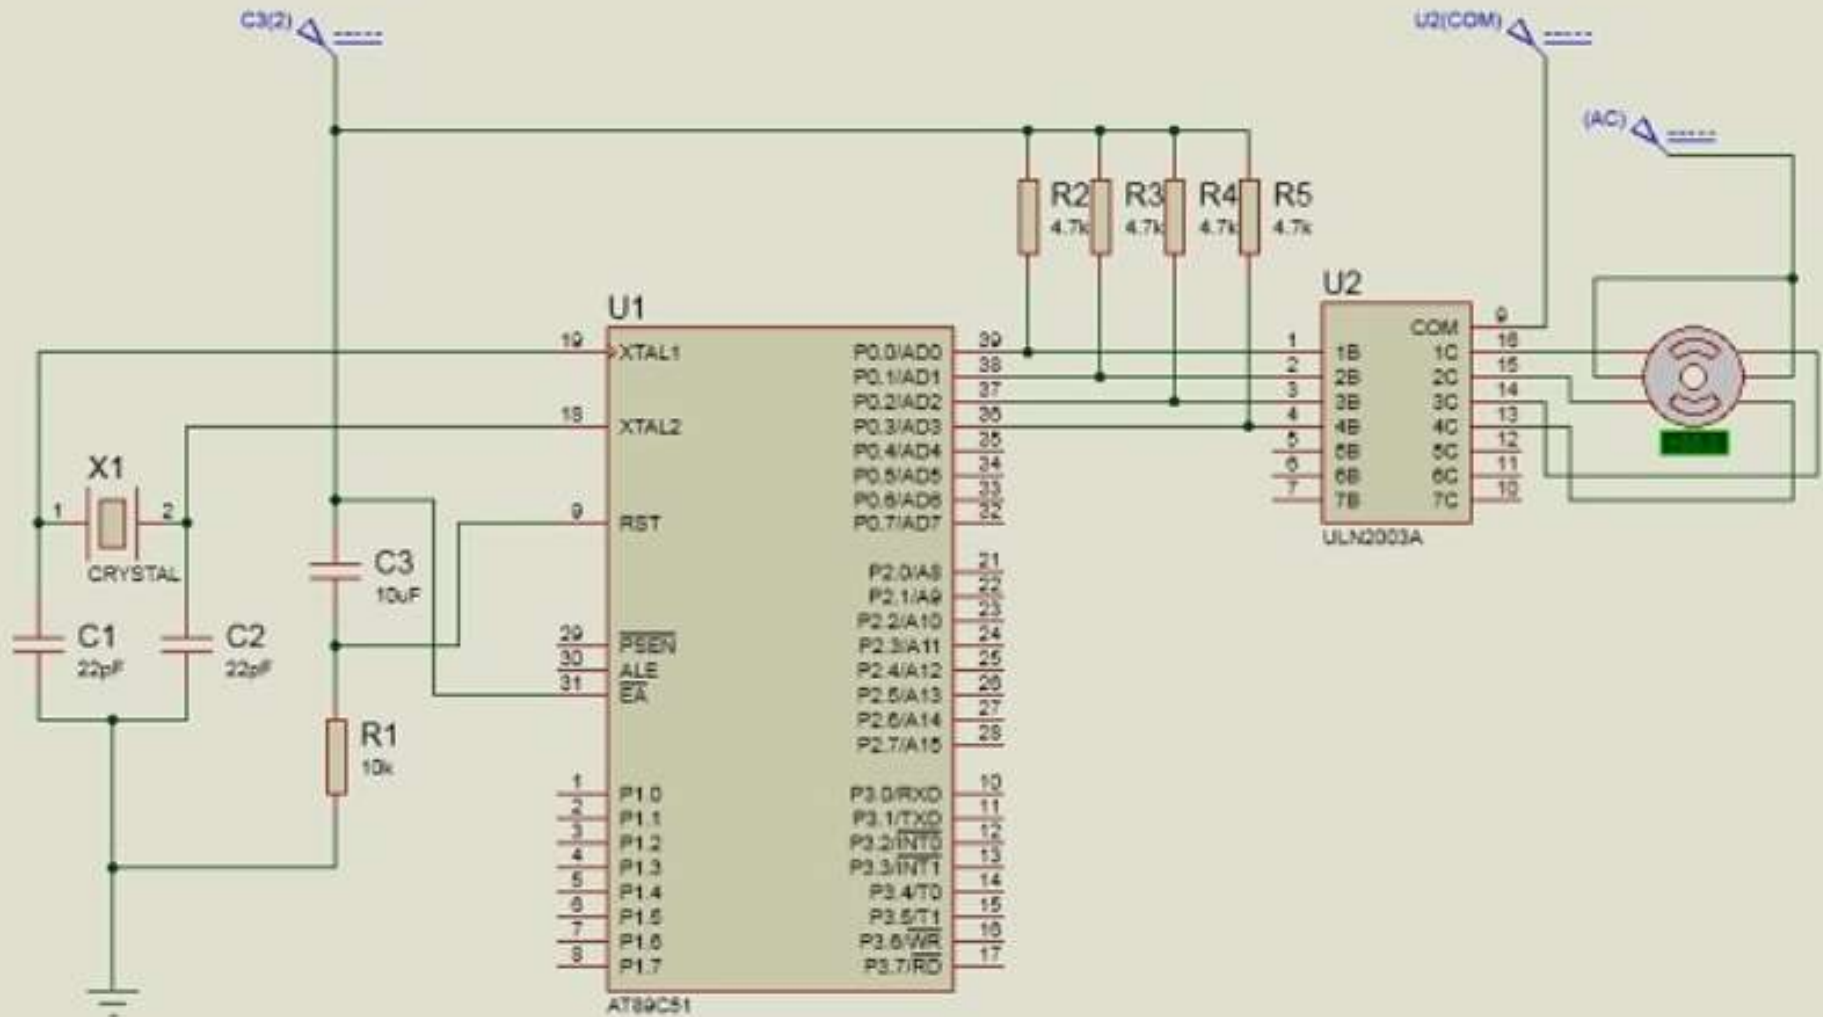 C3(2)
U2(COM)
(AC)
R2
4.7k
R3
4.7k
R4
4.7k
R5
4.7k
U1
19 XTAL1
18 XTAL2
9 RST
29 PSEN
30 ALE
31 EA
1 P1.0
2 P1.1
3 P1.2
4 P1.3
5 P1.4
6 P1.5
7 P1.6
8 P1.7
P0.0/AD0 39
P0.1/AD1 38
P0.2/AD2 37
P0.3/AD3 36
P0.4/AD4 35
P0.5/AD5 34
P0.6/AD6 33
P0.7/AD7 32
P2.0/A8 21
P2.1/A9 22
P2.2/A10 23
P2.3/A11 24
P2.4/A12 25
P2.5/A13 26
P2.6/A14 27
P2.7/A15 28
P3.0/RXD 10
P3.1/TXD 11
P3.2/INT0 12
P3.3/INT1 13
P3.4/T0 14
P3.5/T1 15
P3.6/WR 16
P3.7/RD 17
AT89C51
U2
1 1B
2 2B
3 3B
4 4B
5 5B
6 6B
7 7B
COM 9
1C 16
2C 15
3C 14
4C 13
5C 12
6C 11
7C 10
ULN2003A
X1
1 2
CRYSTAL
C1
22pF
C2
22pF
C3
10uF
R1
10k